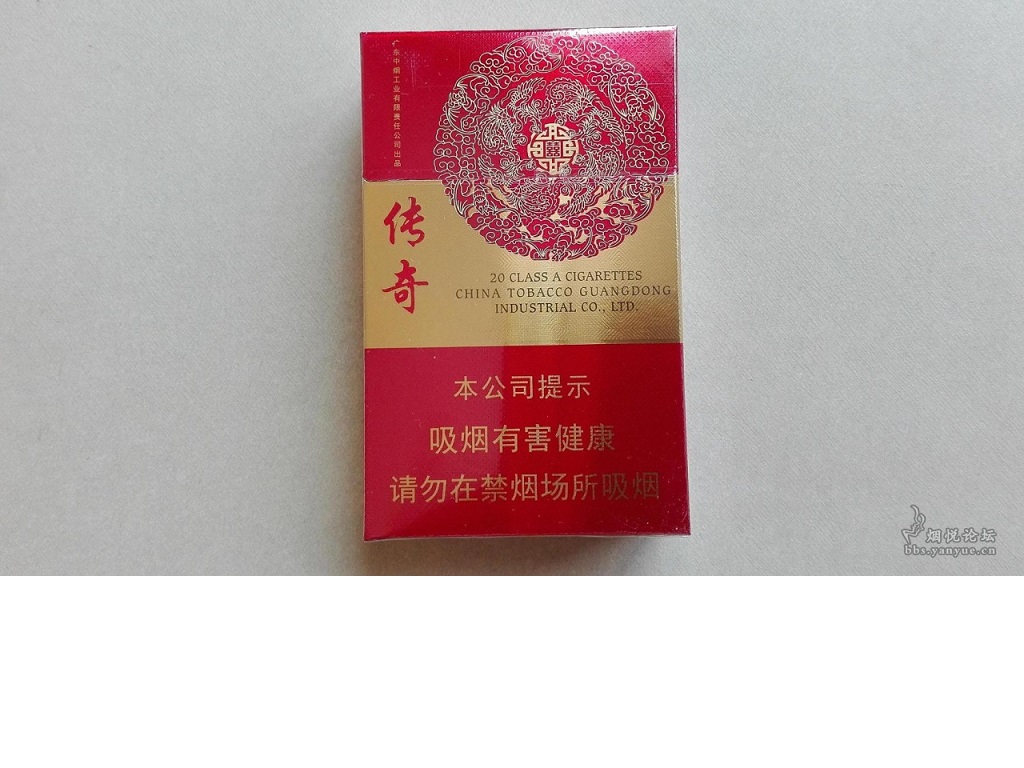 广东中烟工业有限责任公司出品
传奇
20 CLASS A CIGARETTES
CHINA TOBACCO GUANGDONG
INDUSTRIAL CO., LTD.
本公司提示
吸烟有害健康
请勿在禁烟场所吸烟
烟悦论坛
bbs.yanyue.cn